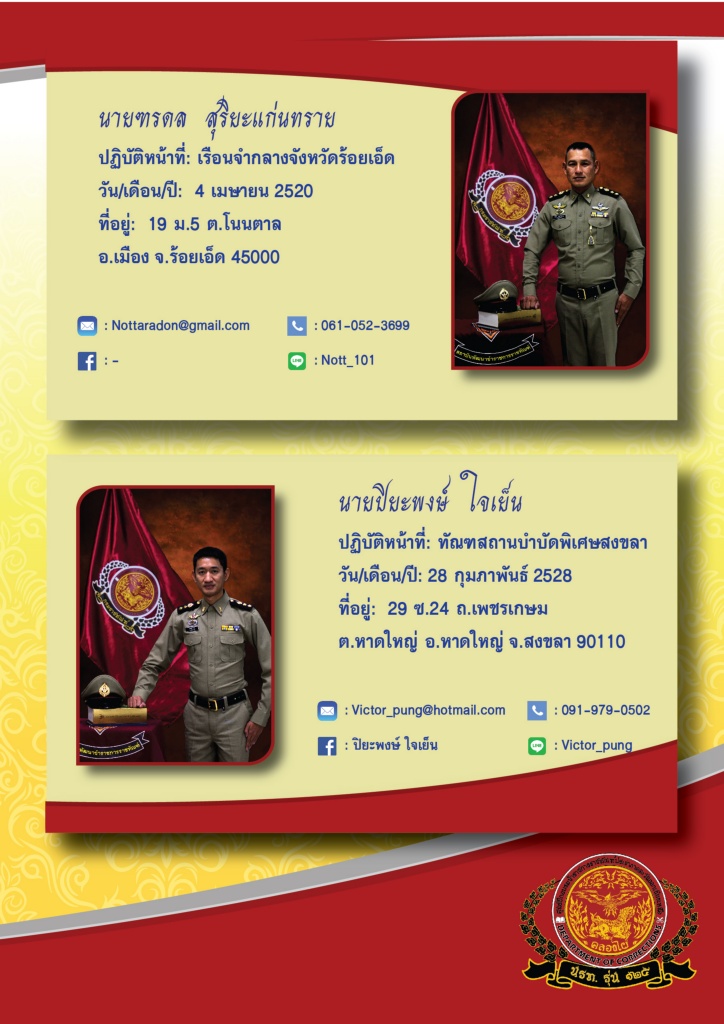 นายฑรดล สุริยะแก่นทราย
ปฏิบัติหน้าที่: เรือนจำกลางจังหวัดร้อยเอ็ด
วัน/เดือน/ปี: 4 เมษายน 2520
ที่อยู่: 19 ม.5 ต.โนนตาล
อ.เมือง จ.ร้อยเอ็ด 45000
: Nottaradon@gmail.com
: 061-052-3699
: -
LINE : Nott_101
นายปิยะพงษ์ ใจเย็น
ปฏิบัติหน้าที่: ทัณฑสถานบำบัดพิเศษสงขลา
วัน/เดือน/ปี: 28 กุมภาพันธ์ 2528
ที่อยู่: 29 ซ.24 ถ.เพชรเกษม
ต.หาดใหญ่ อ.หาดใหญ่ จ.สงขลา 90110
: Victor_pung@hotmail.com
: 091-979-0502
: ปิยะพงษ์ ใจเย็น
LINE : Victor_pung
คลองไผ่
DEPARTMENT OF CORRECTIONS
นรท. รุ่น ๑๒๕